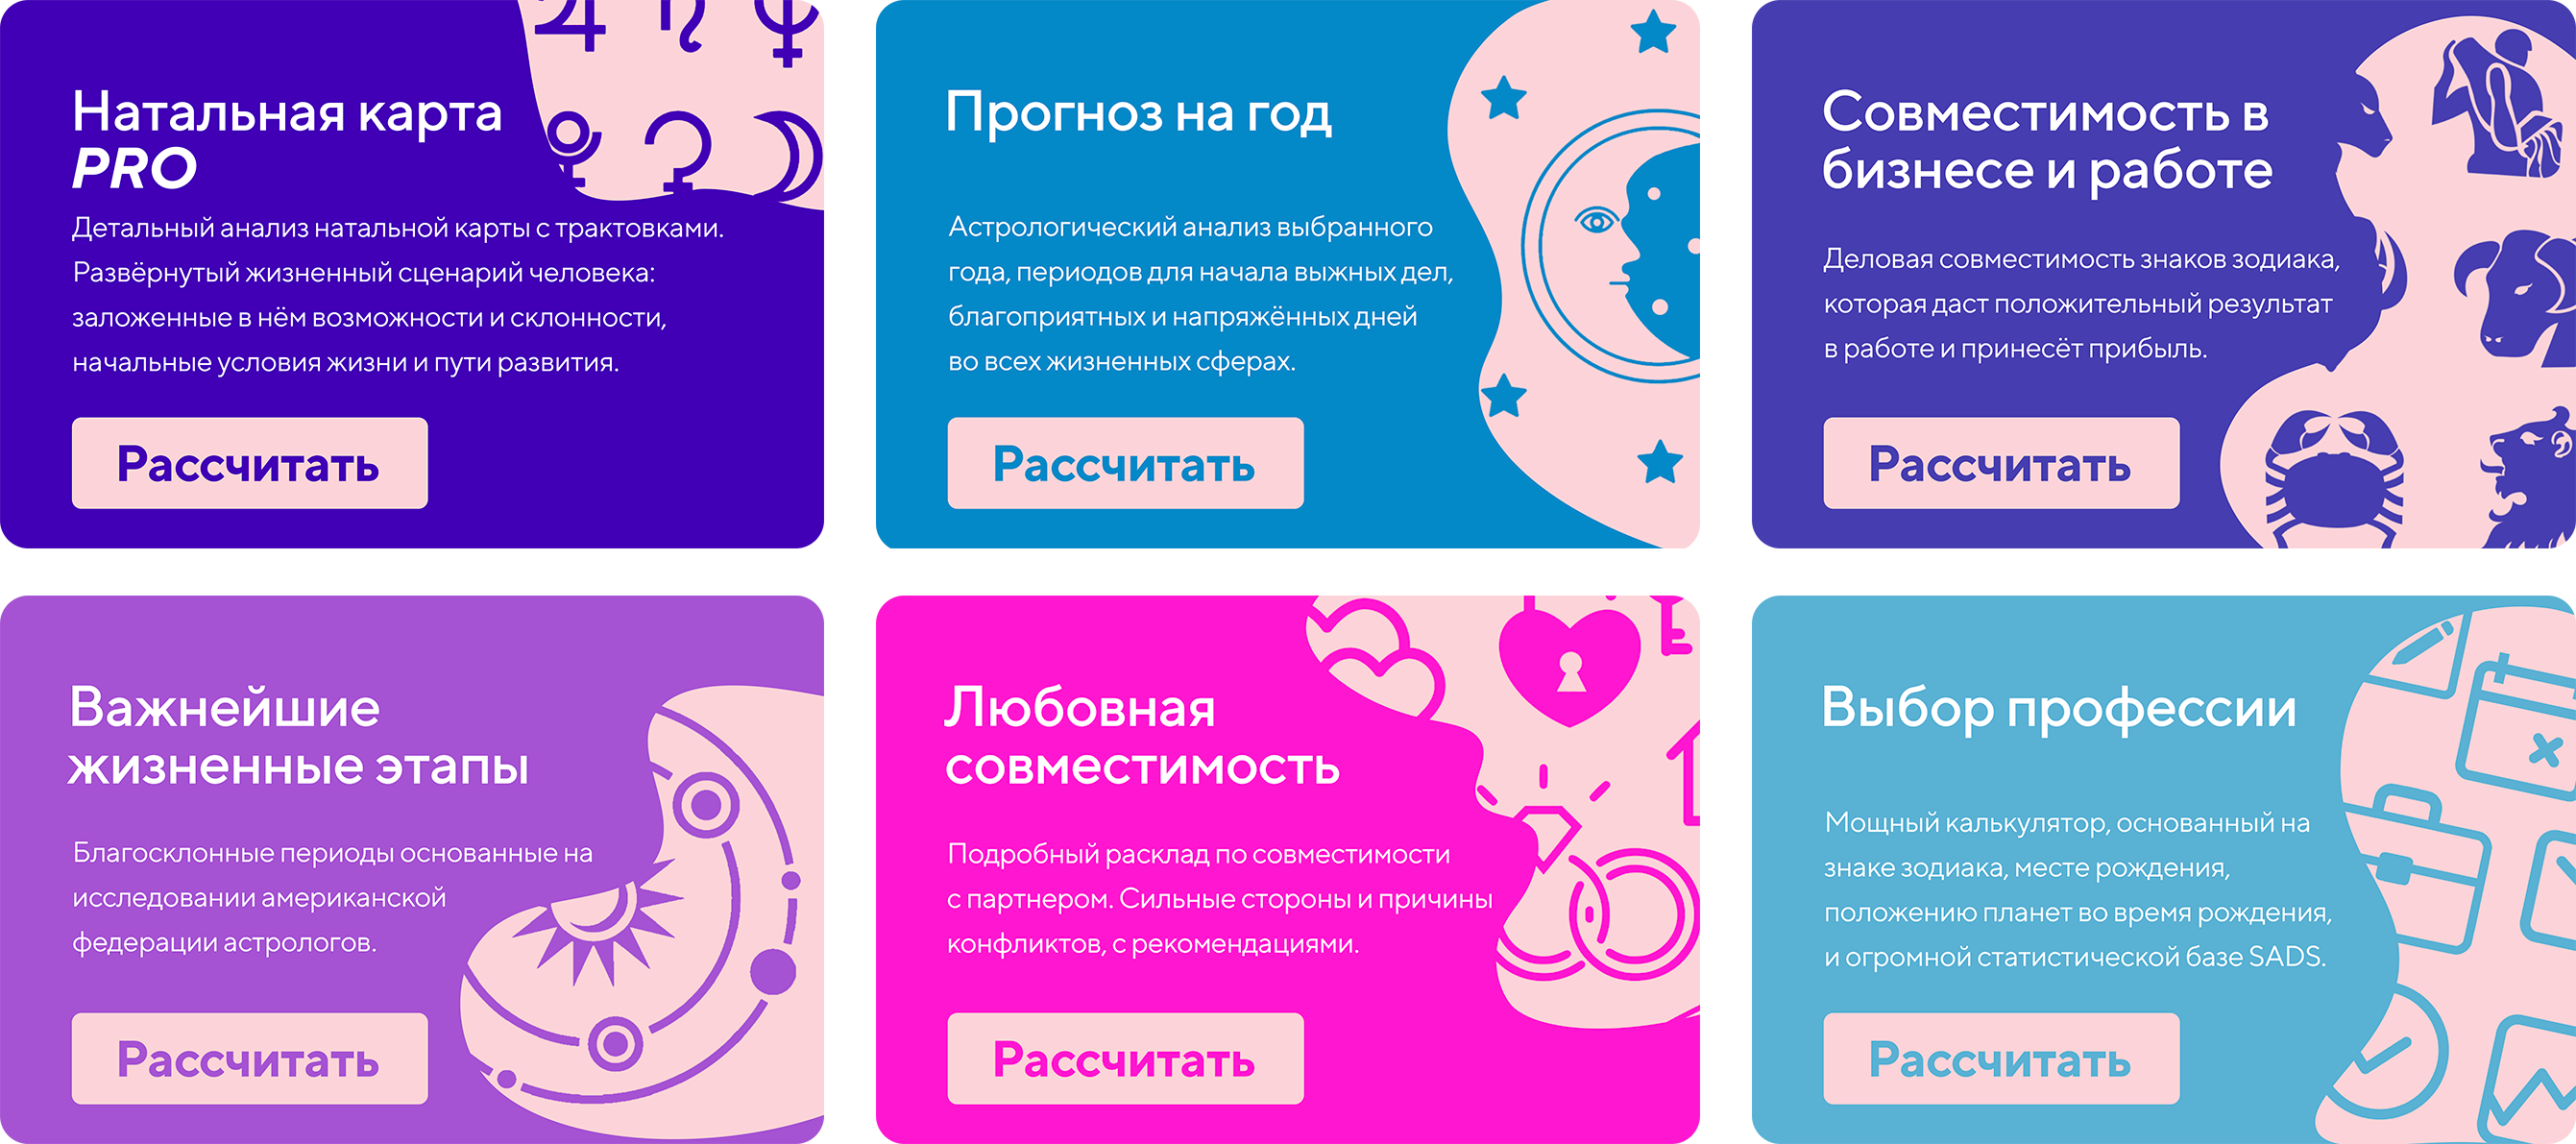 Натальная карта
PRO
Детальный анализ натальной карты с трактовками.
Развёрнутый жизненный сценарий человека:
заложенные в нём возможности и склонности,
начальные условия жизни и пути развития.
Рассчитать
Прогноз на год
Астрологический анализ выбранного
года, периодов для начала выжных дел,
благоприятных и напряжённых дней
во всех жизненных сферах.
Рассчитать
Совместимость в
бизнесе и работе
Деловая совместимость знаков зодиака,
которая даст положительный результат
в работе и принесёт прибыль.
Рассчитать
Важнейшие
жизненные этапы
Благосклонные периоды основанные на
исследовании американской
федерации астрологов.
Рассчитать
Любовная
совместимость
Подробный расклад по совместимости
с партнером. Сильные стороны и причины
конфликтов, с рекомендациями.
Рассчитать
Выбор профессии
Мощный калькулятор, основанный на
знаке зодиака, месте рождения,
положению планет во время рождения,
и огромной статистической базе SADS.
Рассчитать